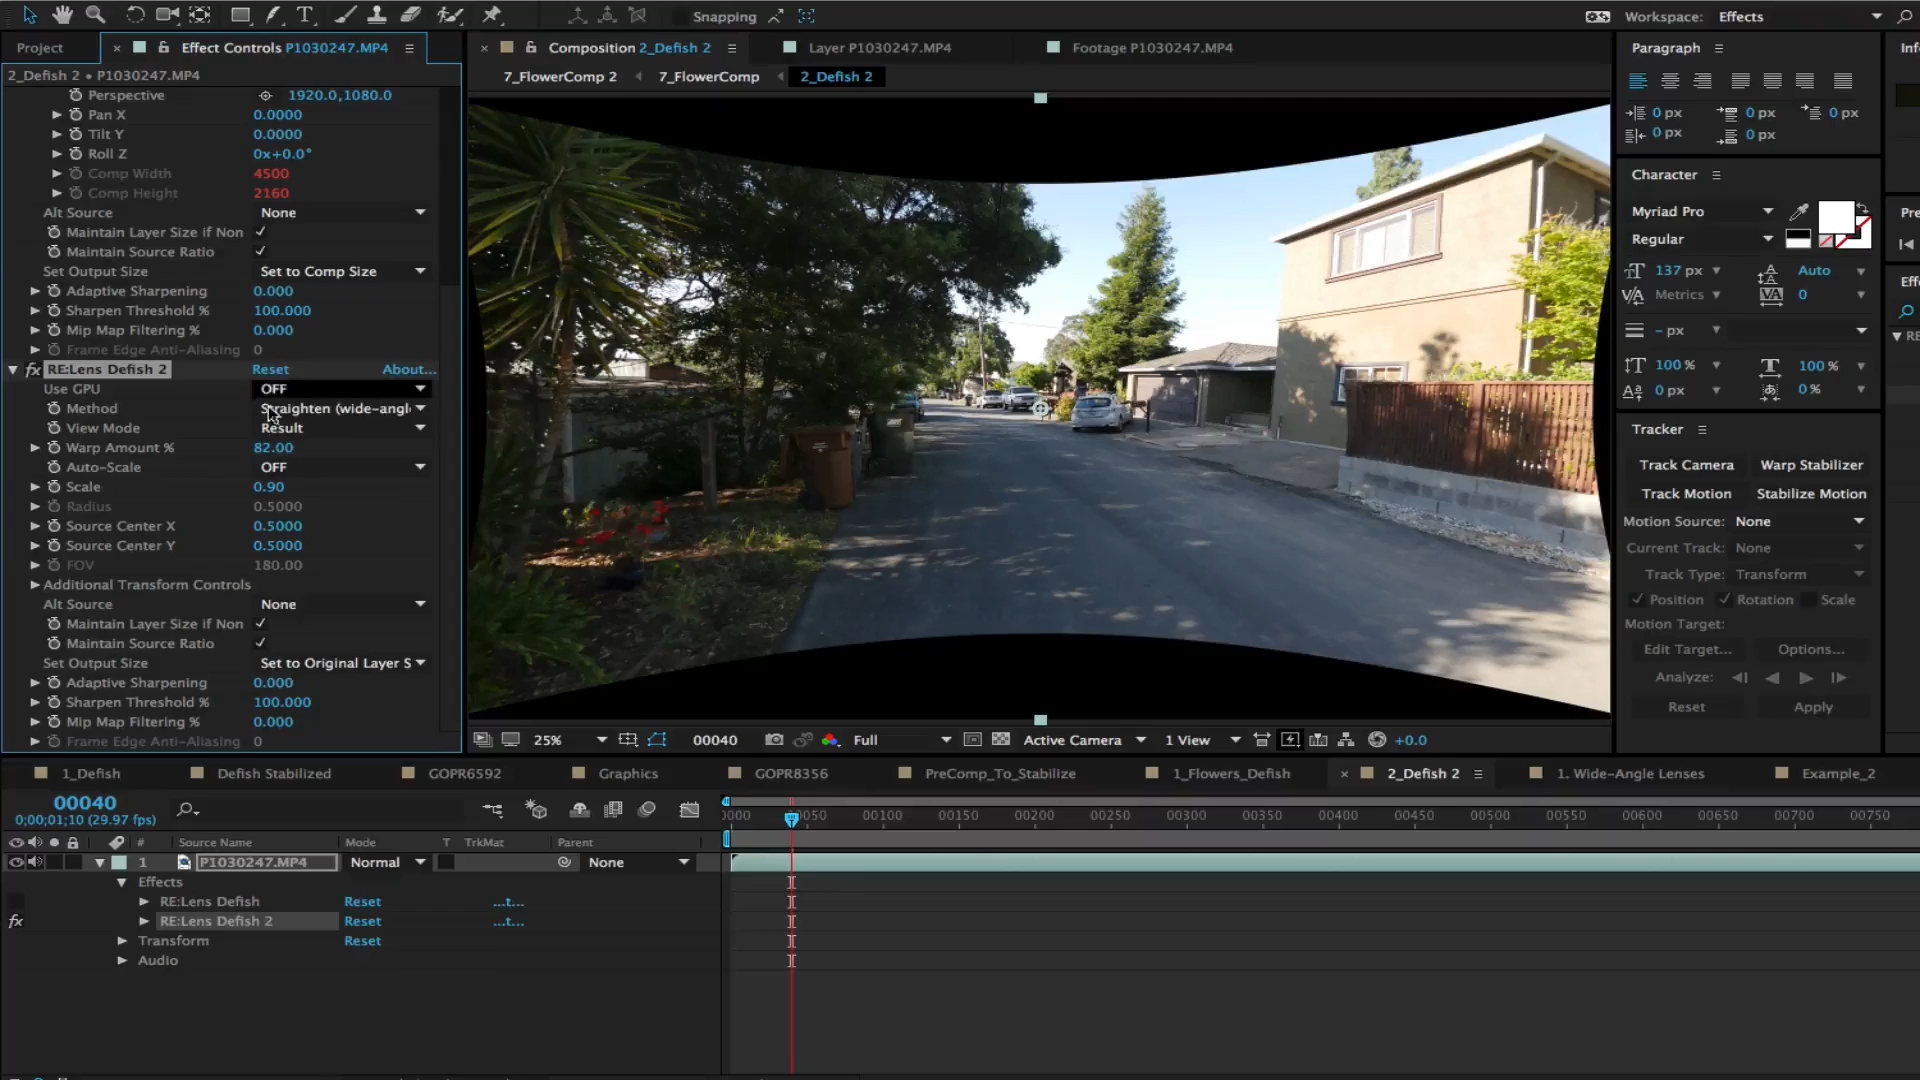 Snapping
Workspace: Effects
Project
Effect Controls P1030247.MP4
Composition 2_Defish 2
Layer P1030247.MP4
Footage P1030247.MP4
2_Defish 2 • P1030247.MP4
7_FlowerComp 2
7_FlowerComp
2_Defish 2
Perspective 1920.0,1080.0
Pan X 0.0000
Tilt Y 0.0000
Roll Z 0x+0.0°
Comp Width 4500
Comp Height 2160
Alt Source None
Maintain Layer Size if Non
Maintain Source Ratio
Set Output Size Set to Comp Size
Adaptive Sharpening 0.000
Sharpen Threshold % 100.000
Mip Map Filtering % 0.000
Frame Edge Anti-Aliasing 0
fx RE:Lens Defish 2 Reset About...
Use GPU OFF
Method Straighten (wide-angl
View Mode Result
Warp Amount % 82.00
Auto-Scale OFF
Scale 0.90
Radius 0.5000
Source Center X 0.5000
Source Center Y 0.5000
FOV 180.00
Additional Transform Controls
Alt Source None
Maintain Layer Size if Non
Maintain Source Ratio
Set Output Size Set to Original Layer S
Adaptive Sharpening 0.000
Sharpen Threshold % 100.000
Mip Map Filtering % 0.000
Frame Edge Anti-Aliasing 0
25% 00040 Full Active Camera 1 View +0.0
Paragraph
0 px 0 px 0 px
0 px 0 px
Character
Myriad Pro
Regular
137 px Auto
Metrics 0
– px
100 % 100 %
0 px 0 %
Tracker
Track Camera Warp Stabilizer
Track Motion Stabilize Motion
Motion Source: None
Current Track: None
Track Type: Transform
Position Rotation Scale
Motion Target:
Edit Target... Options...
Analyze:
Reset Apply
Inf
Pre
Effe
RE
1_Defish
Defish Stabilized
GOPR6592
Graphics
GOPR8356
PreComp_To_Stabilize
1_Flowers_Defish
2_Defish 2
1. Wide-Angle Lenses
Example_2
00040
0;00;01;10 (29.97 fps)
0000 0050 00100 00150 00200 00250 00300 00350 00400 00450 00500 00550 00600 00650 00700 00750
# Source Name Mode T TrkMat Parent
1 P1030247.MP4 Normal None
Effects
RE:Lens Defish Reset ...t...
fx RE:Lens Defish 2 Reset ...t...
Transform Reset
Audio